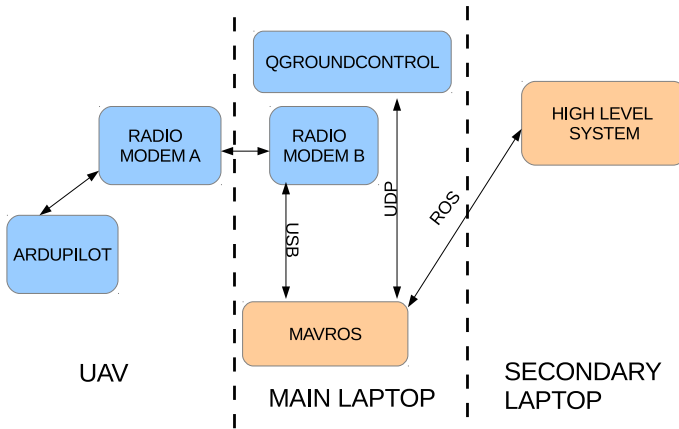 QGROUNDCONTROL
RADIO
MODEM A
RADIO
MODEM B
HIGH LEVEL
SYSTEM
ARDUPILOT
USB
UDP
ROS
MAVROS
UAV
MAIN LAPTOP
SECONDARY
LAPTOP